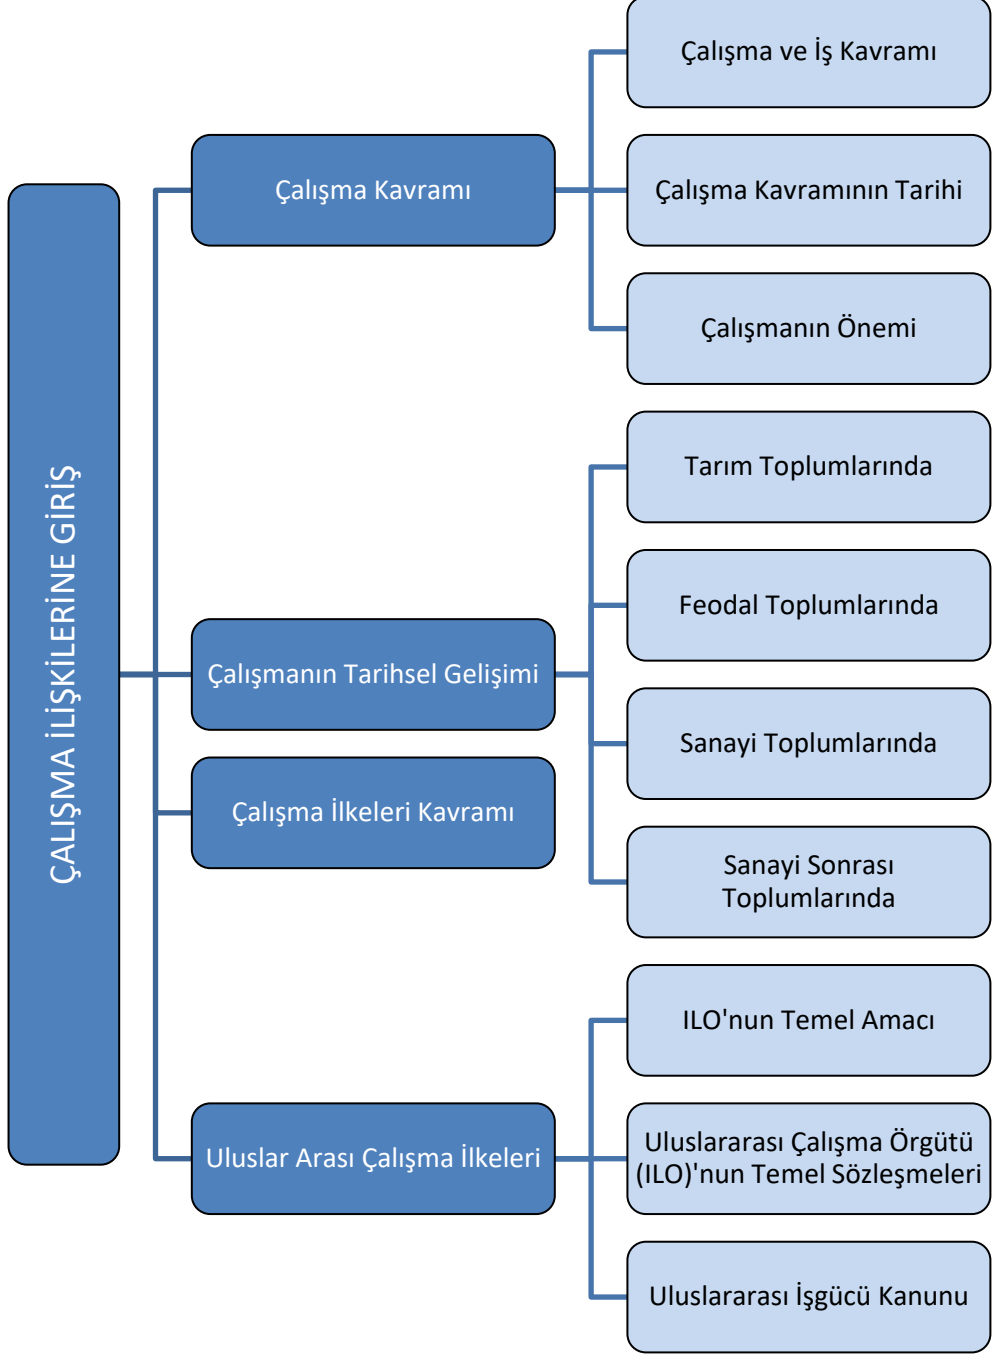 ÇALIŞMA İLİŞKİLERİNE GİRİŞ
Çalışma Kavramı
Çalışma ve İş Kavramı
Çalışma Kavramının Tarihi
Çalışmanın Önemi
Çalışmanın Tarihsel Gelişimi
Tarım Toplumlarında
Feodal Toplumlarında
Sanayi Toplumlarında
Sanayi Sonrası
Toplumlarında
Çalışma İlkeleri Kavramı
Uluslar Arası Çalışma İlkeleri
ILO'nun Temel Amacı
Uluslararası Çalışma Örgütü
(ILO)'nun Temel Sözleşmeleri
Uluslararası İşgücü Kanunu